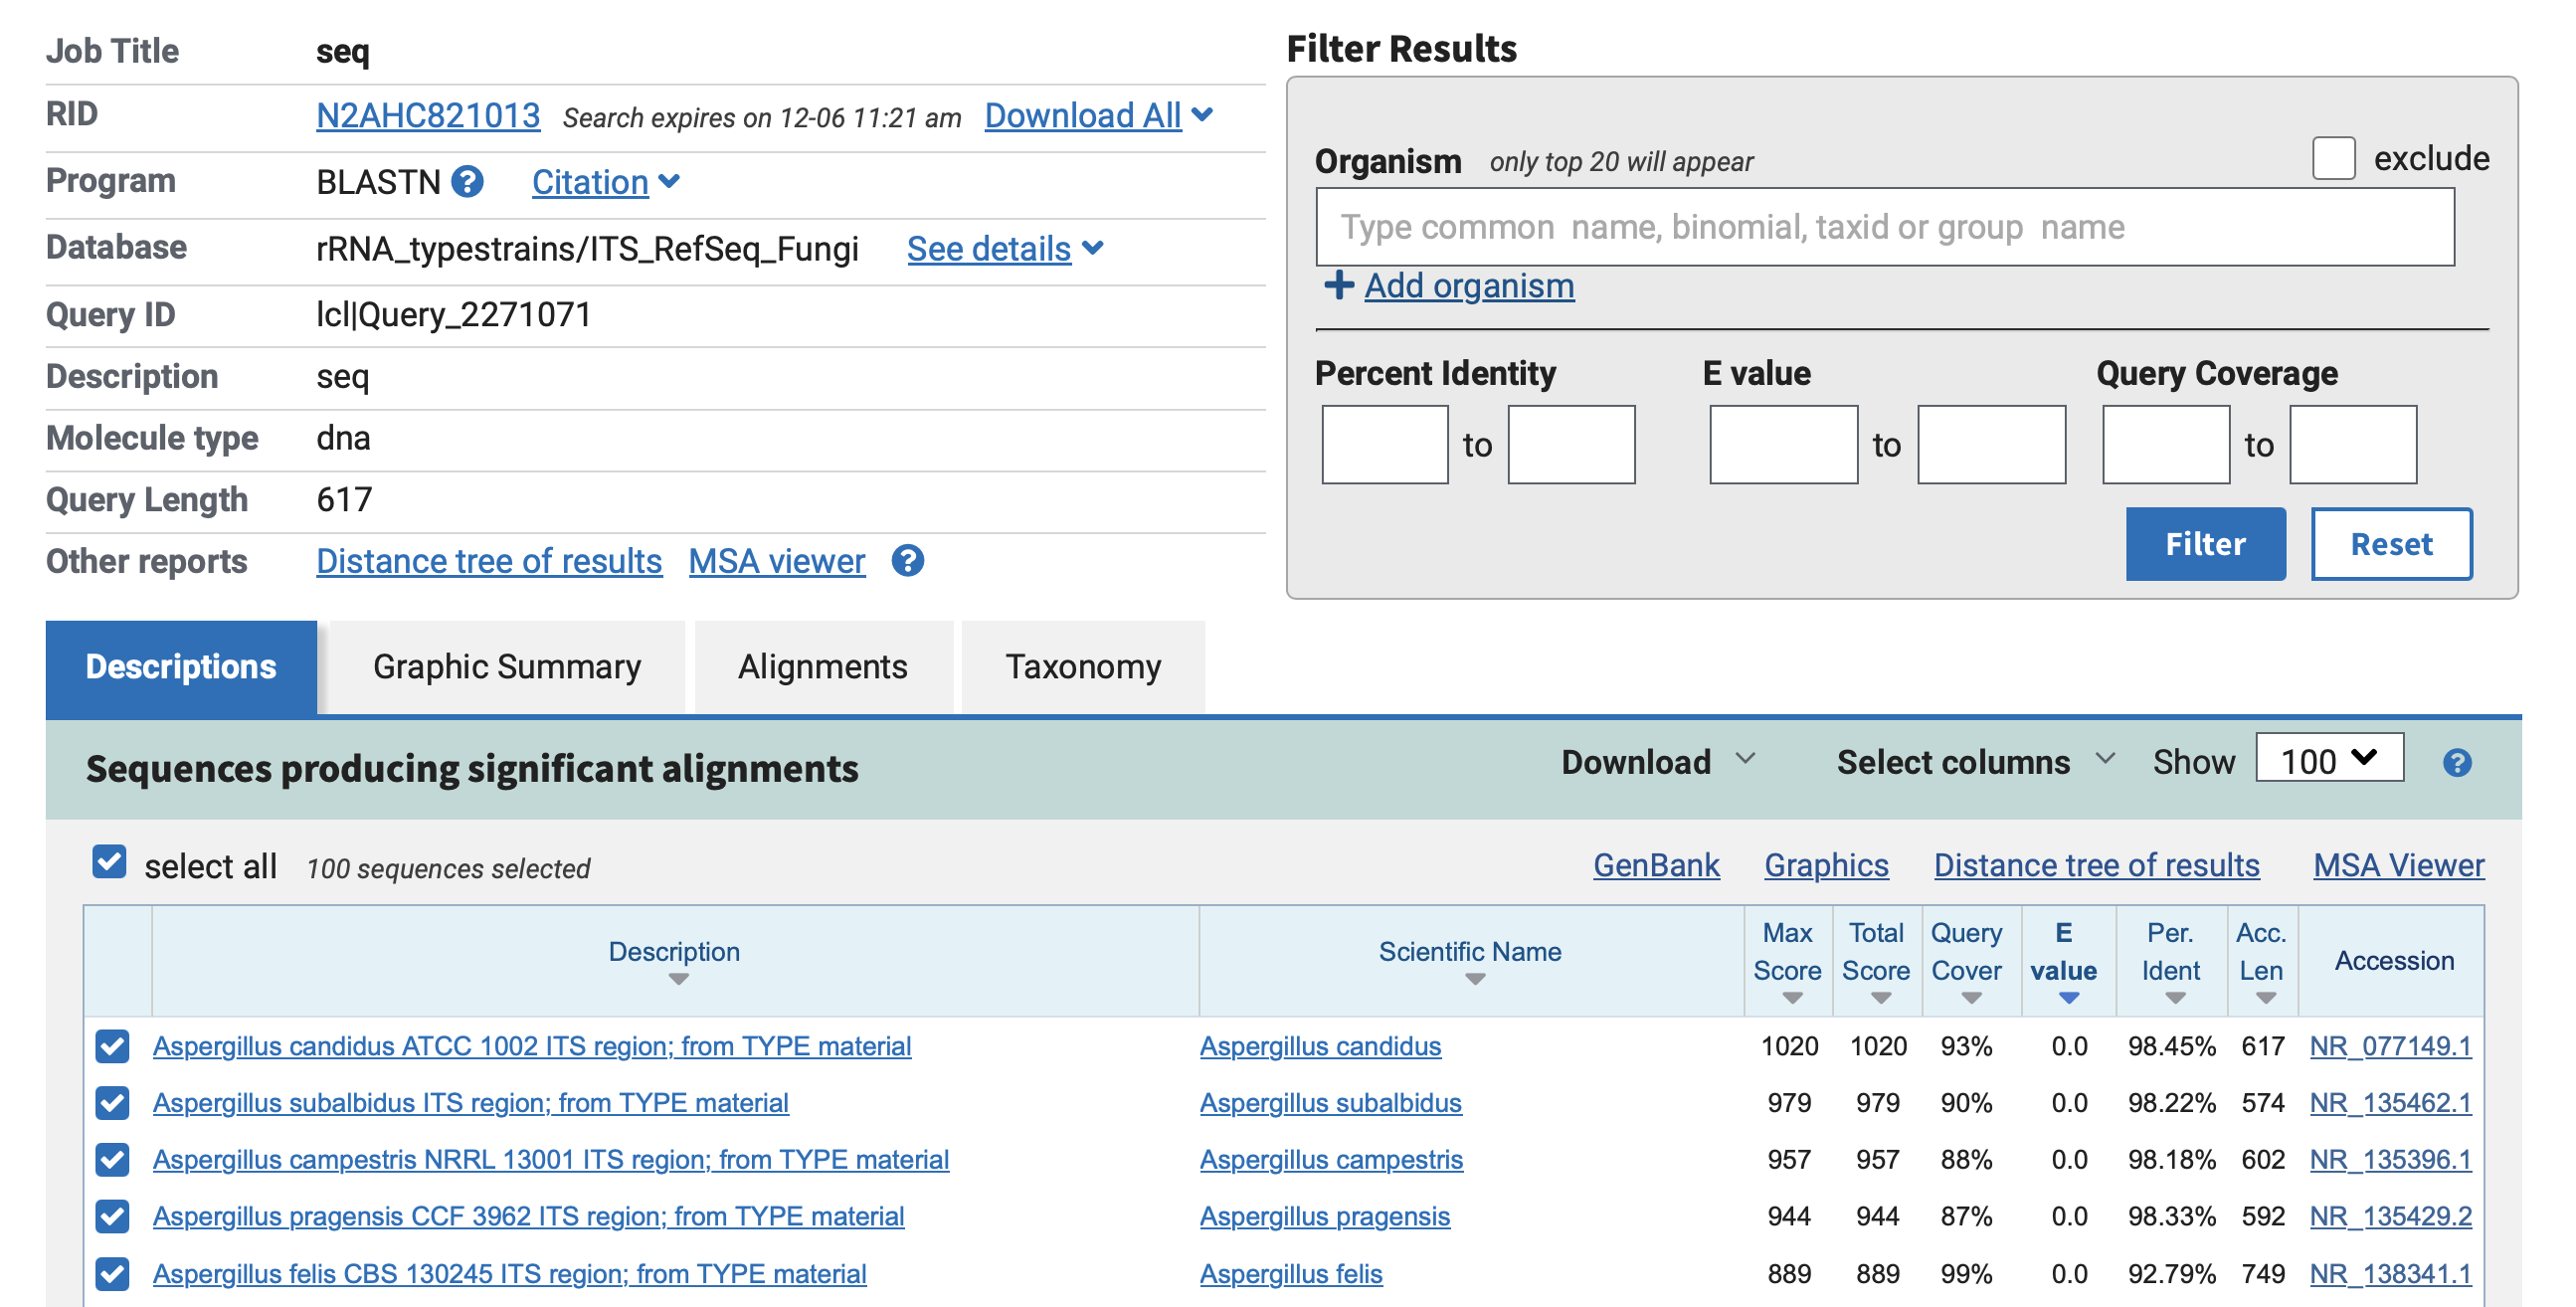 Job Title seq
RID N2AHC821013 Search expires on 12-06 11:21 am Download All
Program BLASTN ? Citation
Database rRNA_typestrains/ITS_RefSeq_Fungi See details
Query ID lcl|Query_2271071
Description seq
Molecule type dna
Query Length 617
Other reports Distance tree of results MSA viewer ?
Filter Results
Organism only top 20 will appear exclude
Type common name, binomial, taxid or group name
+ Add organism
Percent Identity E value Query Coverage
to to to
Filter Reset
Descriptions Graphic Summary Alignments Taxonomy
Sequences producing significant alignments Download Select columns Show 100 ?
select all 100 sequences selected GenBank Graphics Distance tree of results MSA Viewer
Description Scientific Name Max Score Total Score Query Cover E value Per. Ident Acc. Len Accession
Aspergillus candidus ATCC 1002 ITS region; from TYPE material Aspergillus candidus 1020 1020 93% 0.0 98.45% 617 NR_077149.1
Aspergillus subalbidus ITS region; from TYPE material Aspergillus subalbidus 979 979 90% 0.0 98.22% 574 NR_135462.1
Aspergillus campestris NRRL 13001 ITS region; from TYPE material Aspergillus campestris 957 957 88% 0.0 98.18% 602 NR_135396.1
Aspergillus pragensis CCF 3962 ITS region; from TYPE material Aspergillus pragensis 944 944 87% 0.0 98.33% 592 NR_135429.2
Aspergillus felis CBS 130245 ITS region; from TYPE material Aspergillus felis 889 889 99% 0.0 92.79% 749 NR_138341.1